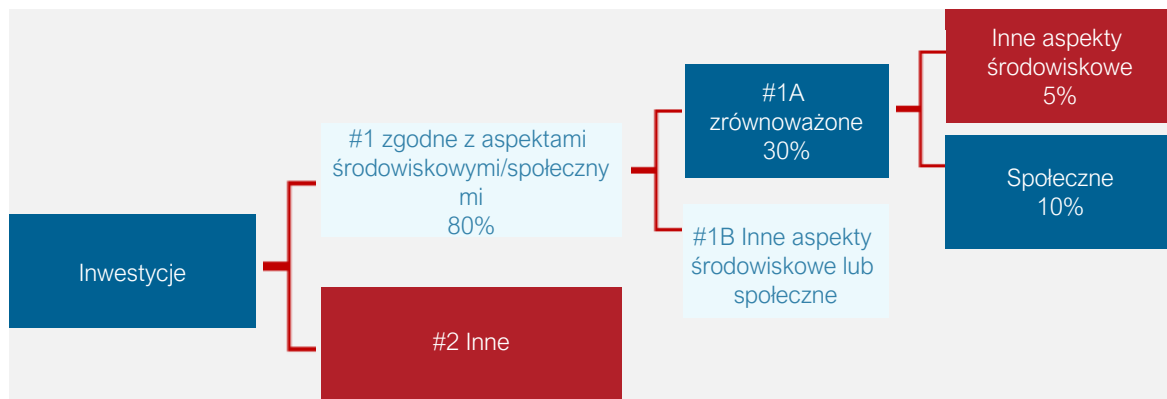 Inwestycje
#1 zgodne z aspektami
środowiskowymi/społeczny
mi
80%
#2 Inne
#1A
zrównoważone
30%
#1B Inne aspekty
środowiskowe lub
społeczne
Inne aspekty
środowiskowe
5%
Społeczne
10%